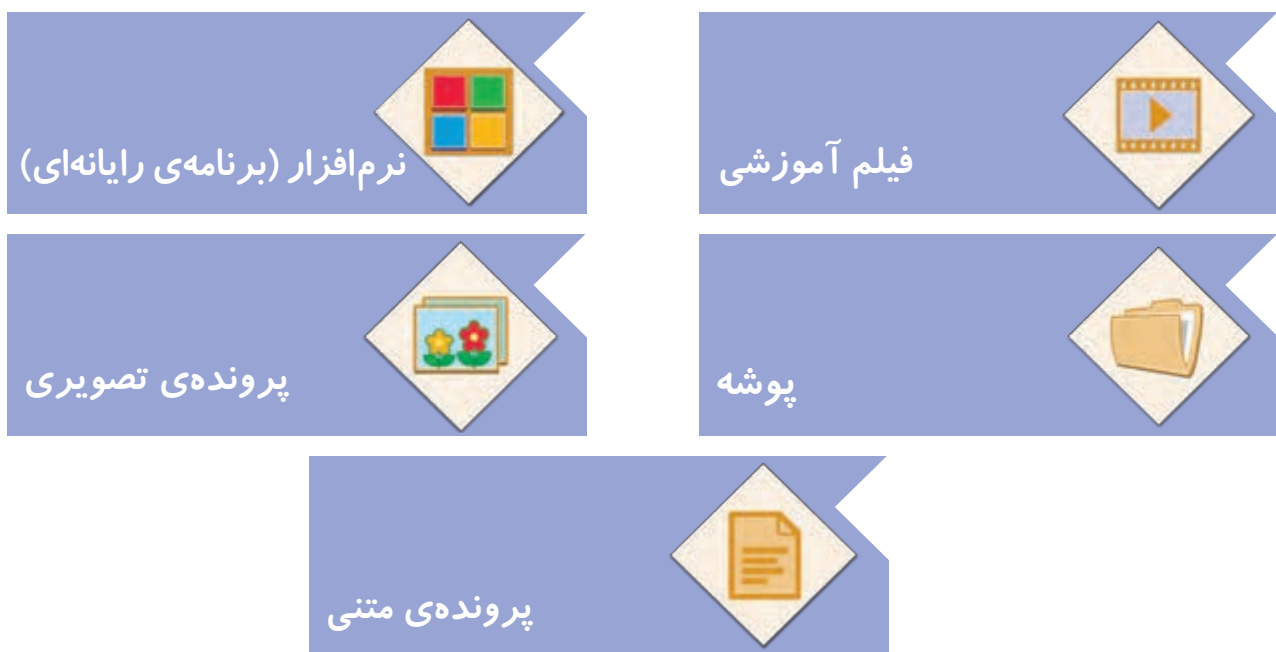 فیلم آموزشی
نرم‌افزار (برنامه‌ی رایانه‌ای)
پوشه
پرونده‌ی تصویری
پرونده‌ی متنی